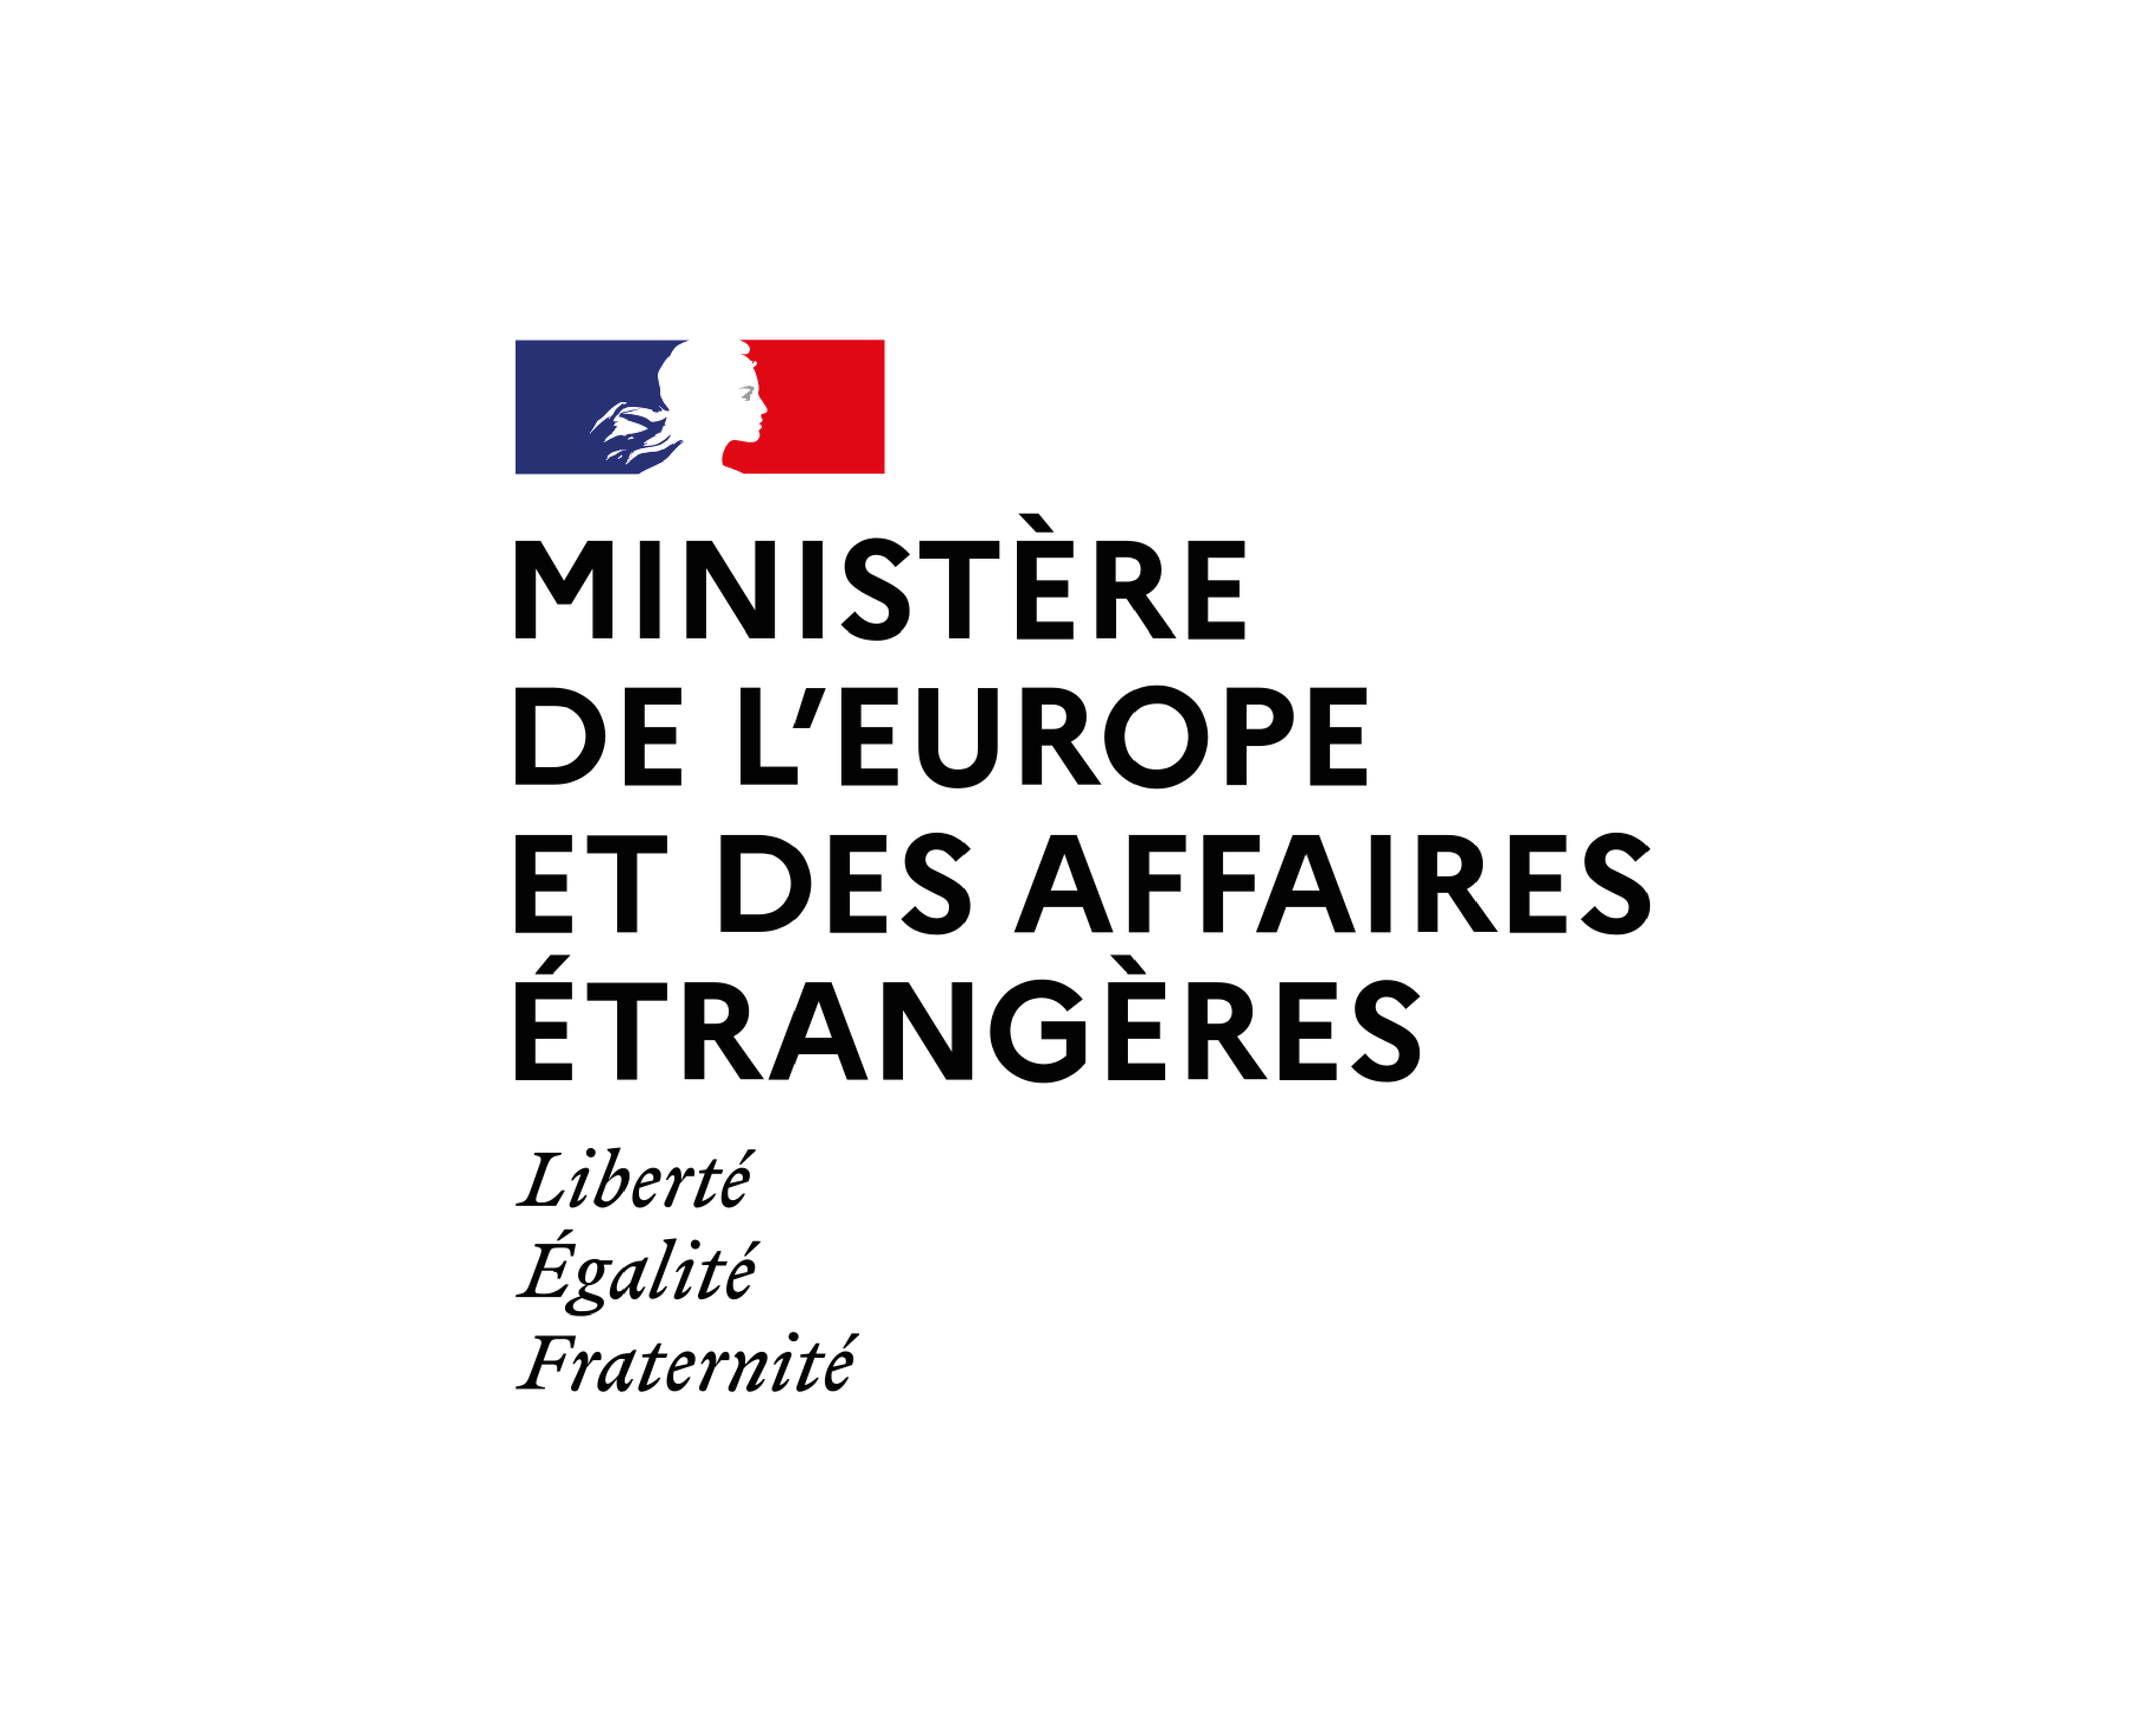 MINISTÈRE
DE L’EUROPE
ET DES AFFAIRES
ÉTRANGÈRES
Liberté
Égalité
Fraternité